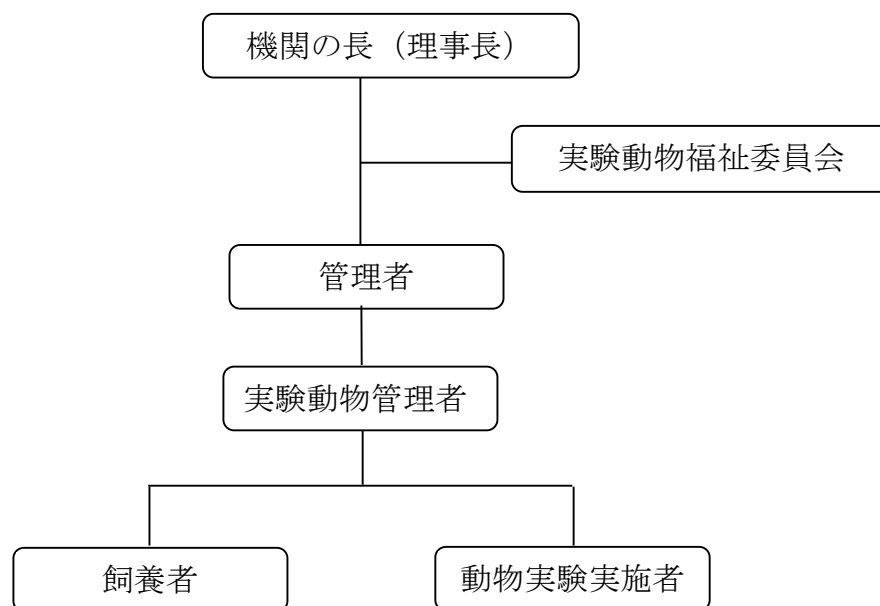 機関の長（理事長）
実験動物福祉委員会
管理者
実験動物管理者
飼養者
動物実験実施者